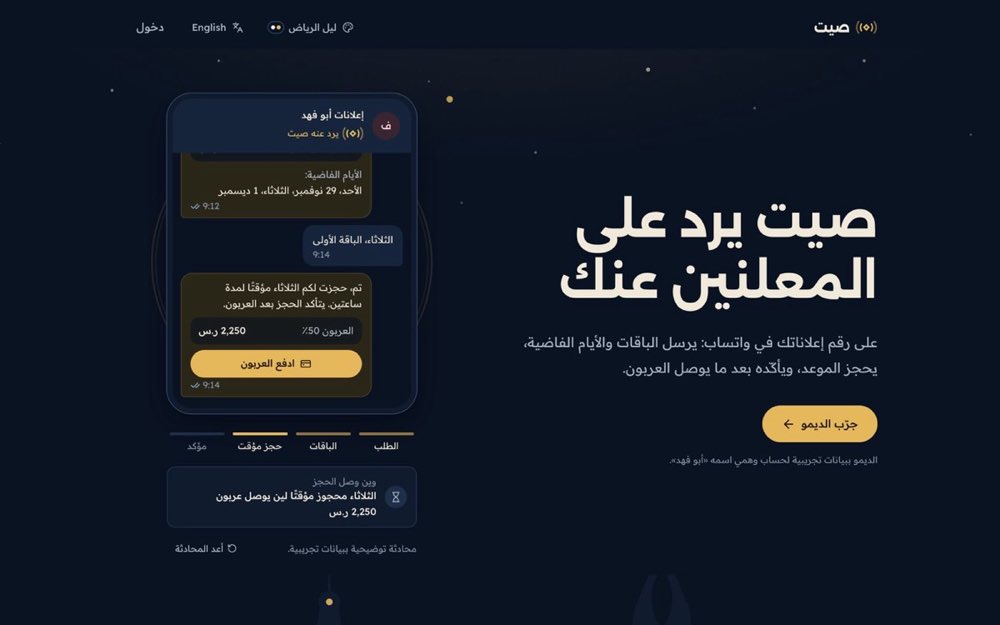 صيت
ليل الرياض
English
دخول
صيت يرد على
المعلنين عنك
على رقم إعلاناتك في واتساب: يرسل الباقات والأيام الفاضية،
يحجز الموعد، ويأكّده بعد ما يوصل العربون.
جرّب الديمو
الديمو ببيانات تجريبية لحساب وهمي اسمه «أبو فهد».
ف
إعلانات أبو فهد
يرد عنه صيت
الأيام الفاضية:
الأحد، 29 نوفمبر، الثلاثاء، 1 ديسمبر
9:12
الثلاثاء، الباقة الأولى
9:14
تم، حجزت لكم الثلاثاء مؤقتًا لمدة
ساعتين. يتأكد الحجز بعد العربون.
العربون 50٪
2,250 ر.س
ادفع العربون
9:14
الطلب
الباقات
حجز مؤقت
مؤكد
وين وصل الحجز
الثلاثاء محجوز مؤقتًا لين يوصل عربون
2,250 ر.س
محادثة توضيحية ببيانات تجريبية.
أعد المحادثة